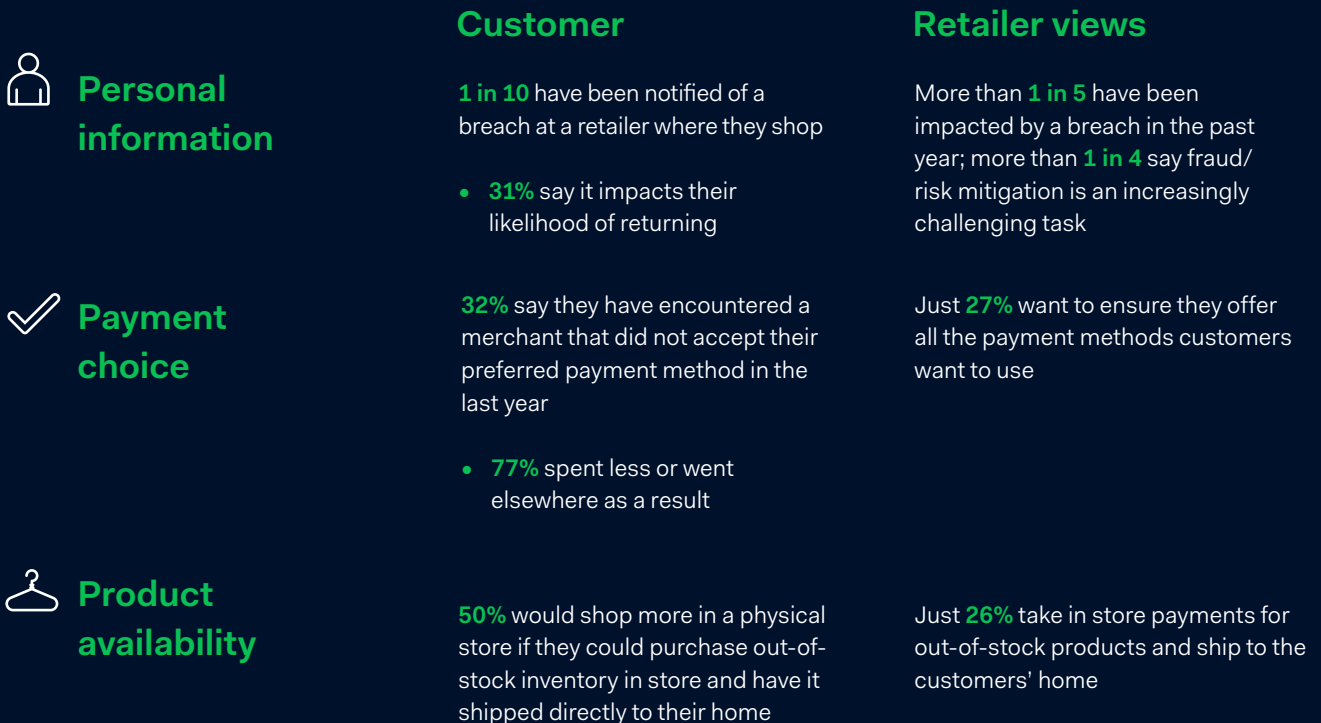 Customer
Retailer views
Personal
information
1 in 10 have been notified of a
breach at a retailer where they shop
• 31% say it impacts their
likelihood of returning
More than 1 in 5 have been
impacted by a breach in the past
year; more than 1 in 4 say fraud/
risk mitigation is an increasingly
challenging task
Payment
choice
32% say they have encountered a
merchant that did not accept their
preferred payment method in the
last year
• 77% spent less or went
elsewhere as a result
Just 27% want to ensure they offer
all the payment methods customers
want to use
Product
availability
50% would shop more in a physical
store if they could purchase out-of-
stock inventory in store and have it
shipped directly to their home
Just 26% take in store payments for
out-of-stock products and ship to the
customers’ home